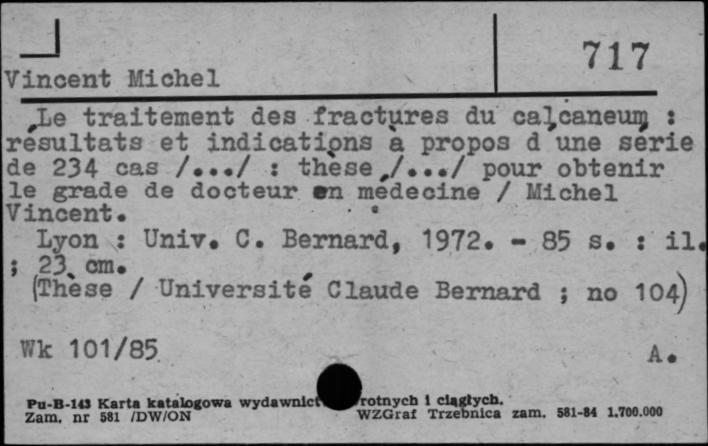 717
Vincent Michel
Le traitement des fractures du calcaneum :
résultats et indications à propos d'une série
de 234 cas /.../ : thèse /.../ pour obtenir
le grade de docteur en médecine / Michel
Vincent.
Lyon : Univ. C. Bernard, 1972. - 85 s. : il.
; 23 cm.
(Thèse / Université Claude Bernard ; no 104)
Wk 101/85 A.
Pu-B-143 Karta katalogowa wydawnict rotnych i ciągłych.
Zam. nr 581 /DW/ON WZGraf Trzebnica zam. 581-84 1.700.000